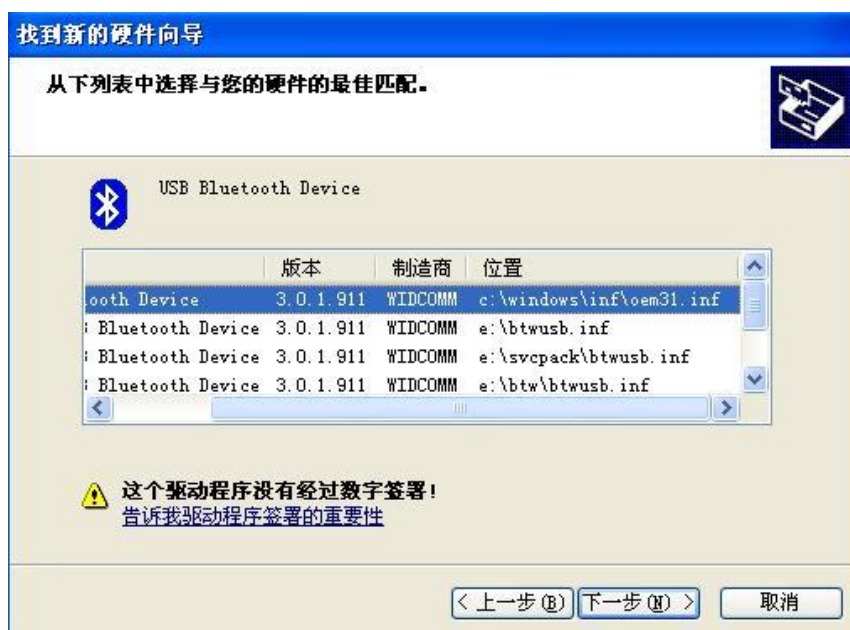 找到新的硬件向导
从下列表中选择与您的硬件的最佳匹配。
USB Bluetooth Device
版本 制造商 位置
ooth Device 3.0.1.911 WIDCOMM c:\windows\inf\oem31.inf
Bluetooth Device 3.0.1.911 WIDCOMM e:\btwusb.inf
Bluetooth Device 3.0.1.911 WIDCOMM e:\svcpack\btwusb.inf
Bluetooth Device 3.0.1.911 WIDCOMM e:\btw\btwusb.inf
这个驱动程序没有经过数字签署!
告诉我驱动程序签署的重要性
< 上一步(B) 下一步(N) > 取消